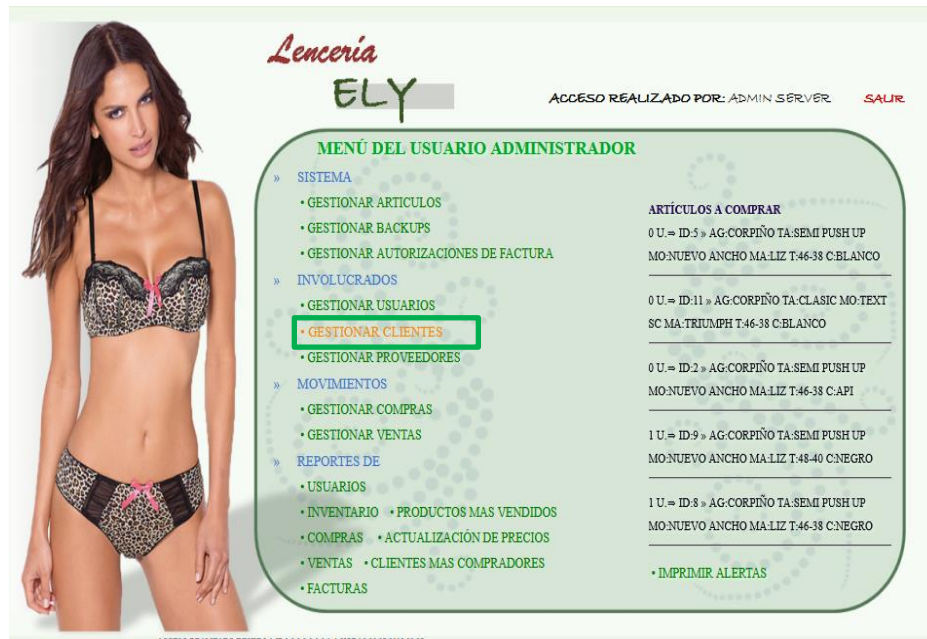 Lencería
ELY
ACCESO REALIZADO POR: ADMIN SERVER SALIR
MENÚ DEL USUARIO ADMINISTRADOR
» SISTEMA
• GESTIONAR ARTICULOS
• GESTIONAR BACKUPS
• GESTIONAR AUTORIZACIONES DE FACTURA
» INVOLUCRADOS
• GESTIONAR USUARIOS
• GESTIONAR CLIENTES
• GESTIONAR PROVEEDORES
» MOVIMIENTOS
• GESTIONAR COMPRAS
• GESTIONAR VENTAS
» REPORTES DE
• USUARIOS
• INVENTARIO • PRODUCTOS MAS VENDIDOS
• COMPRAS • ACTUALIZACIÓN DE PRECIOS
• VENTAS • CLIENTES MAS COMPRADORES
• FACTURAS
ARTÍCULOS A COMPRAR
0 U.⇒ ID:5 » AG:CORPIÑO TA:SEMI PUSH UP
MO:NUEVO ANCHO MA:LIZ T:46-38 C:BLANCO
0 U.⇒ ID:11 » AG:CORPIÑO TA:CLASIC MO:TEXT
SC MA:TRIUMPH T:46-38 C:BLANCO
0 U.⇒ ID:2 » AG:CORPIÑO TA:SEMI PUSH UP
MO:NUEVO ANCHO MA:LIZ T:46-38 C:API
1 U.⇒ ID:9 » AG:CORPIÑO TA:SEMI PUSH UP
MO:NUEVO ANCHO MA:LIZ T:48-40 C:NEGRO
1 U.⇒ ID:8 » AG:CORPIÑO TA:SEMI PUSH UP
MO:NUEVO ANCHO MA:LIZ T:46-38 C:NEGRO
• IMPRIMIR ALERTAS